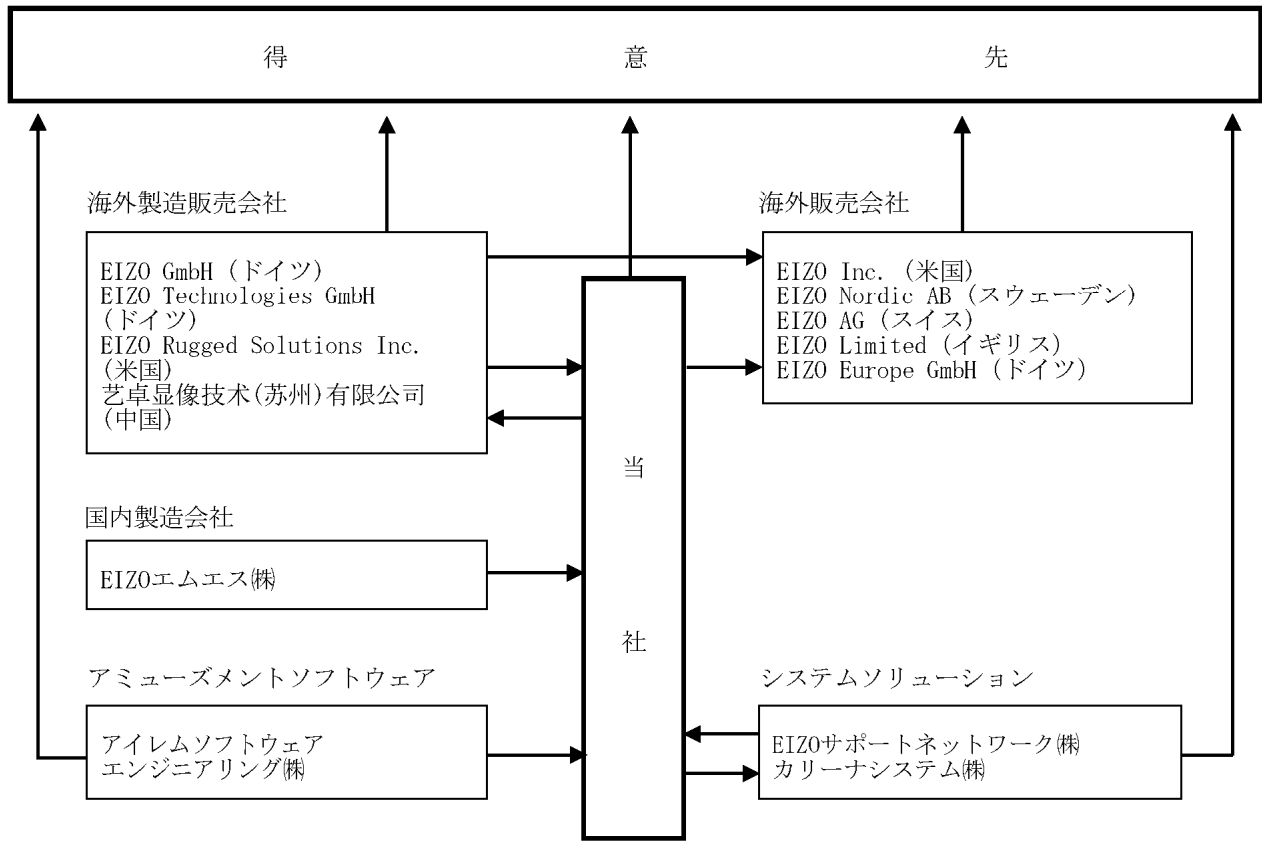 得意先
海外製造販売会社
EIZO GmbH (ドイツ)
EIZO Technologies GmbH
(ドイツ)
EIZO Rugged Solutions Inc.
(米国)
艺卓显像技术(苏州)有限公司
(中国)
海外販売会社
EIZO Inc. (米国)
EIZO Nordic AB (スウェーデン)
EIZO AG (スイス)
EIZO Limited (イギリス)
EIZO Europe GmbH (ドイツ)
当社
国内製造会社
EIZOエムエス㈱
アミューズメントソフトウェア
アイレムソフトウェア
エンジニアリング㈱
システムソリューション
EIZOサポートネットワーク㈱
カリーナシステム㈱